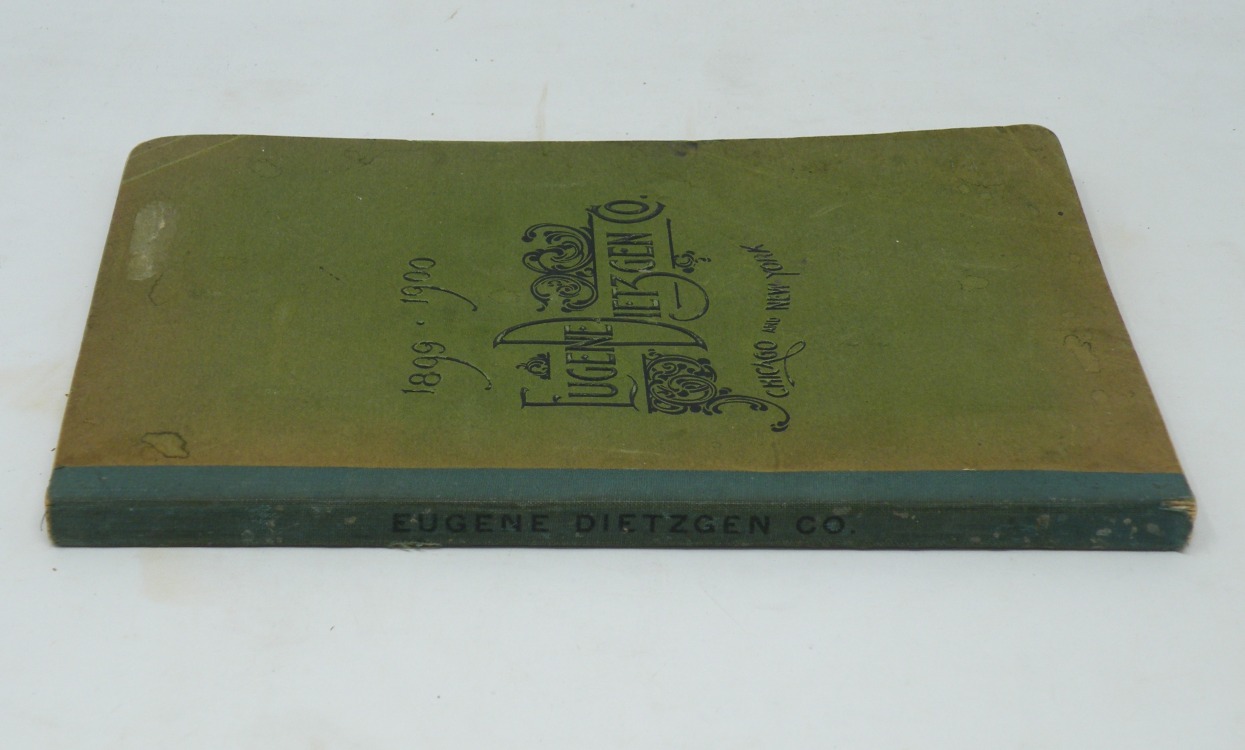 1899 · 1900
EUGENE DIETZGEN CO.
CHICAGO AND NEW YORK
EUGENE DIETZGEN CO.